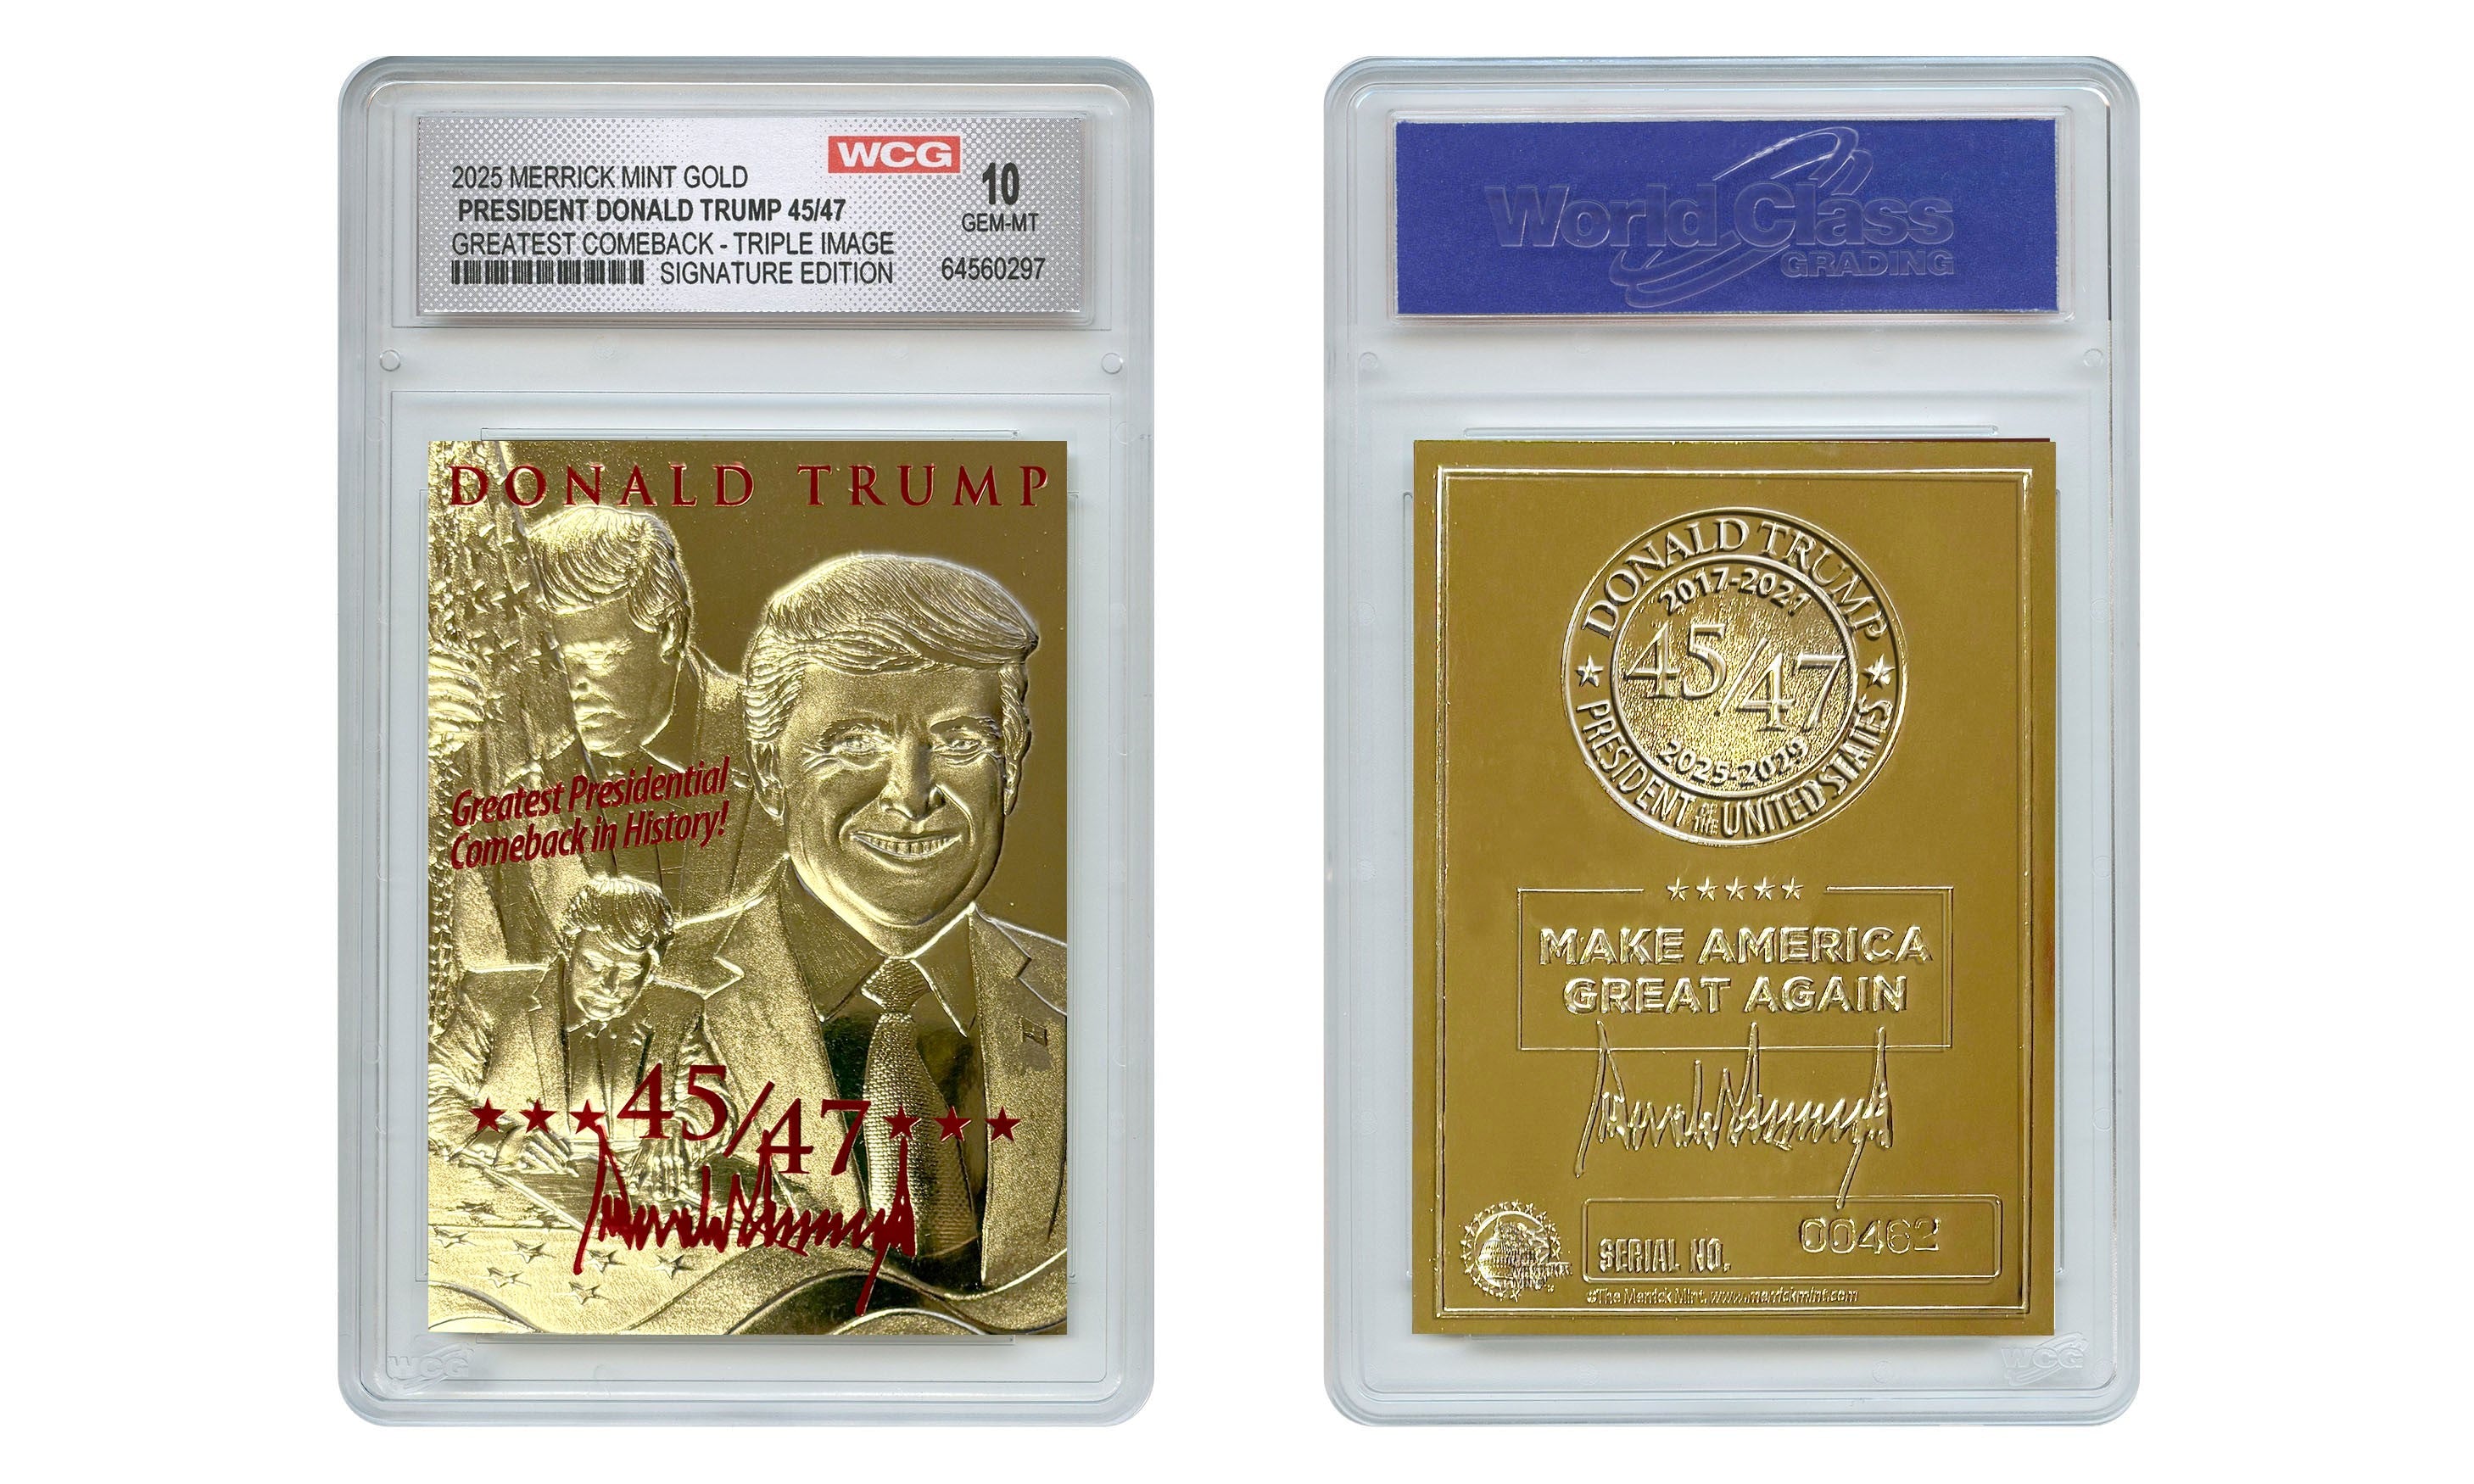 WCG
2025 MERRICK MINT GOLD
10
PRESIDENT DONALD TRUMP 45/47
GEM-MT
GREATEST COMEBACK - TRIPLE IMAGE
SIGNATURE EDITION
64560297
DONALD TRUMP
Greatest Presidential
Comeback in History!
45/47
WCG
World Class
GRADING
DONALD TRUMP
2017-2021
45/47
2025-2029
PRESIDENT OF THE UNITED STATES
MAKE AMERICA
GREAT AGAIN
SERIAL NO. 00462
©The Merrick Mint. www.merrickmint.com
WCG